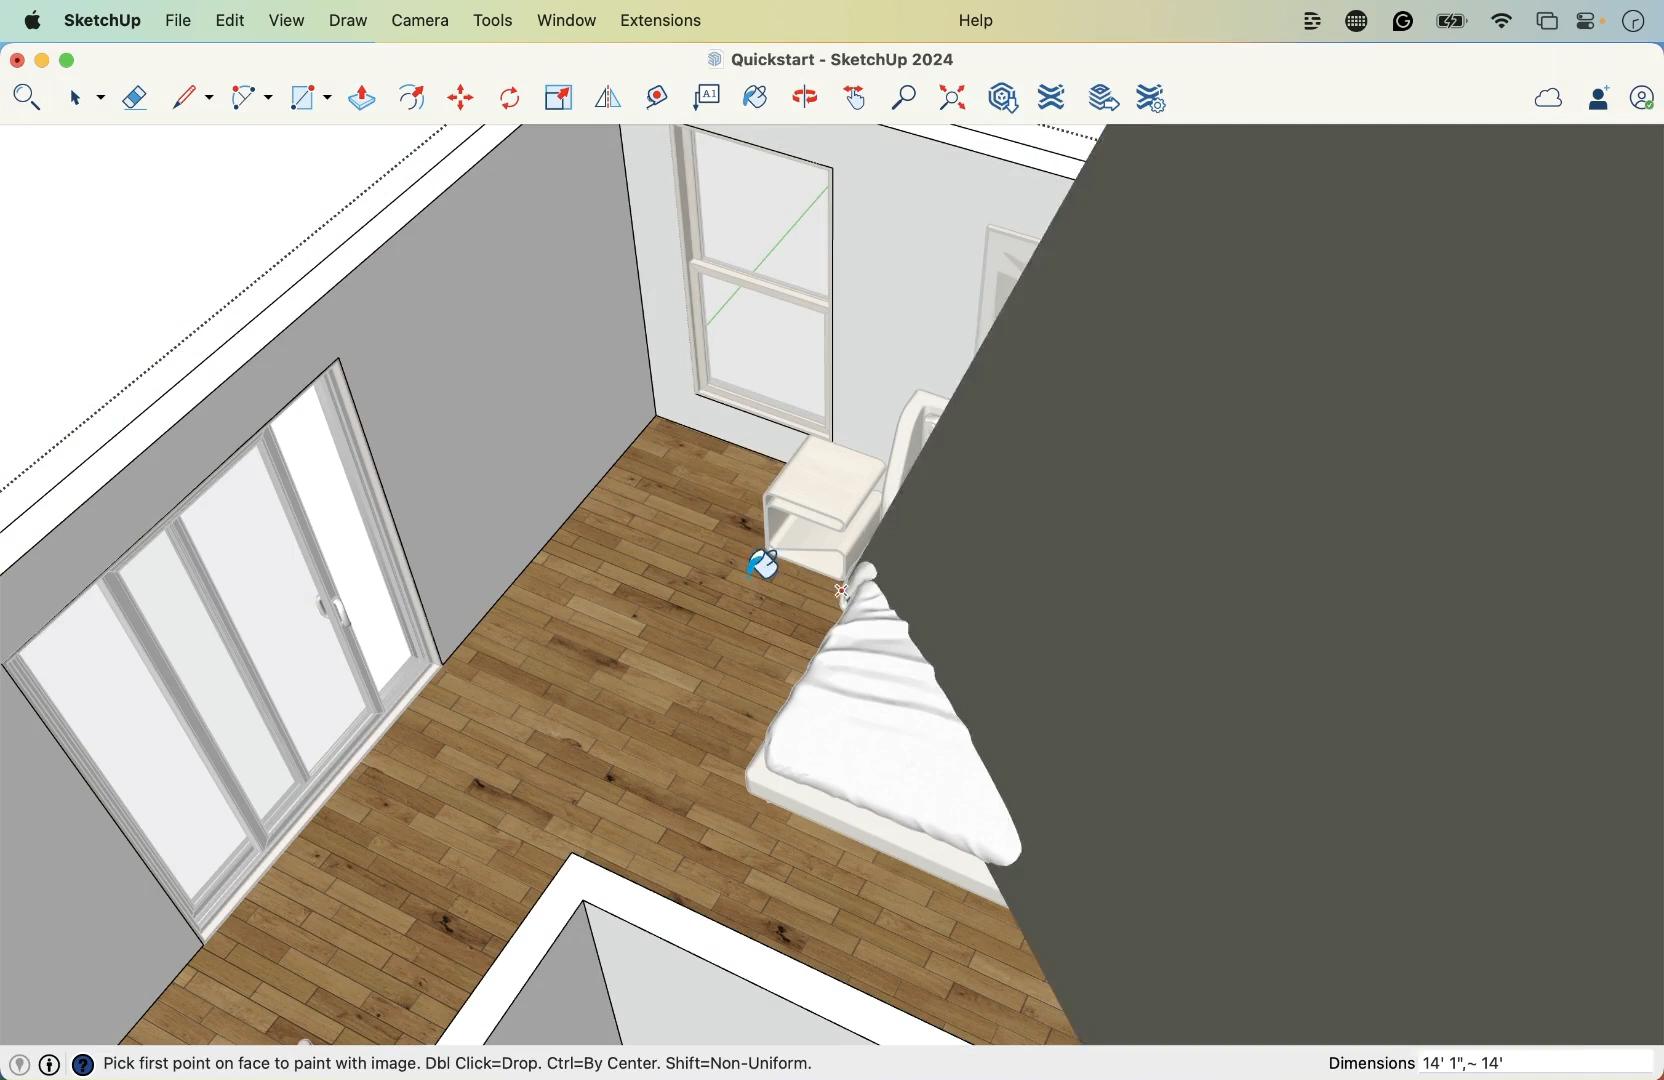 SketchUp File Edit View Draw Camera Tools Window Extensions Help
Quickstart - SketchUp 2024
A1
Pick first point on face to paint with image. Dbl Click=Drop. Ctrl=By Center. Shift=Non-Uniform.
Dimensions 14' 1",~ 14'